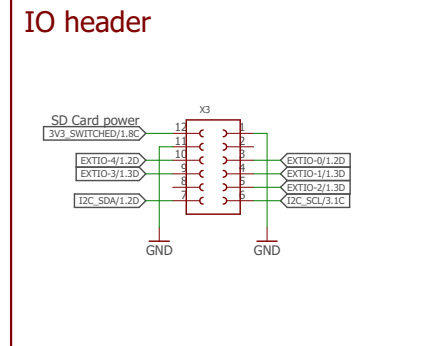 IO header
X3
SD Card power
3V3_SWITCHED/1.8C
12 1
11 2
EXTIO-4/1.2D 10 3 EXTIO-0/1.2D
EXTIO-3/1.3D 9 4 EXTIO-1/1.3D
8 5 EXTIO-2/1.3D
I2C_SDA/1.2D 7 6 I2C_SCL/3.1C
GND GND